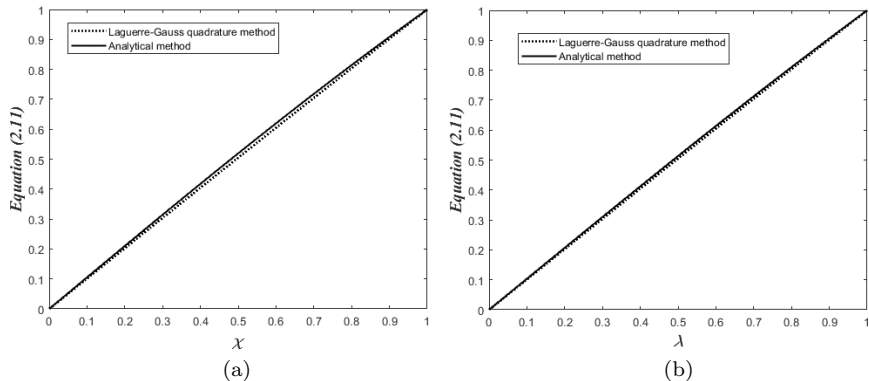 Equation (2.11)
1
0.9
0.8
0.7
0.6
0.5
0.4
0.3
0.2
0.1
0
Laguerre-Gauss quadrature method
Analytical method
0 0.1 0.2 0.3 0.4 0.5 0.6 0.7 0.8 0.9 1
χ
(a)
Equation (2.11)
1
0.9
0.8
0.7
0.6
0.5
0.4
0.3
0.2
0.1
0
Laguerre-Gauss quadrature method
Analytical method
0 0.1 0.2 0.3 0.4 0.5 0.6 0.7 0.8 0.9 1
λ
(b)